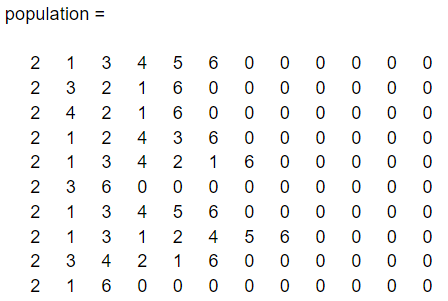 population =
2 1 3 4 5 6 0 0 0 0 0 0
2 3 2 1 6 0 0 0 0 0 0 0
2 4 2 1 6 0 0 0 0 0 0 0
2 1 2 4 3 6 0 0 0 0 0 0
2 1 3 4 2 1 6 0 0 0 0 0
2 3 6 0 0 0 0 0 0 0 0 0
2 1 3 4 5 6 0 0 0 0 0 0
2 1 3 1 2 4 5 6 0 0 0 0
2 3 4 2 1 6 0 0 0 0 0 0
2 1 6 0 0 0 0 0 0 0 0 0